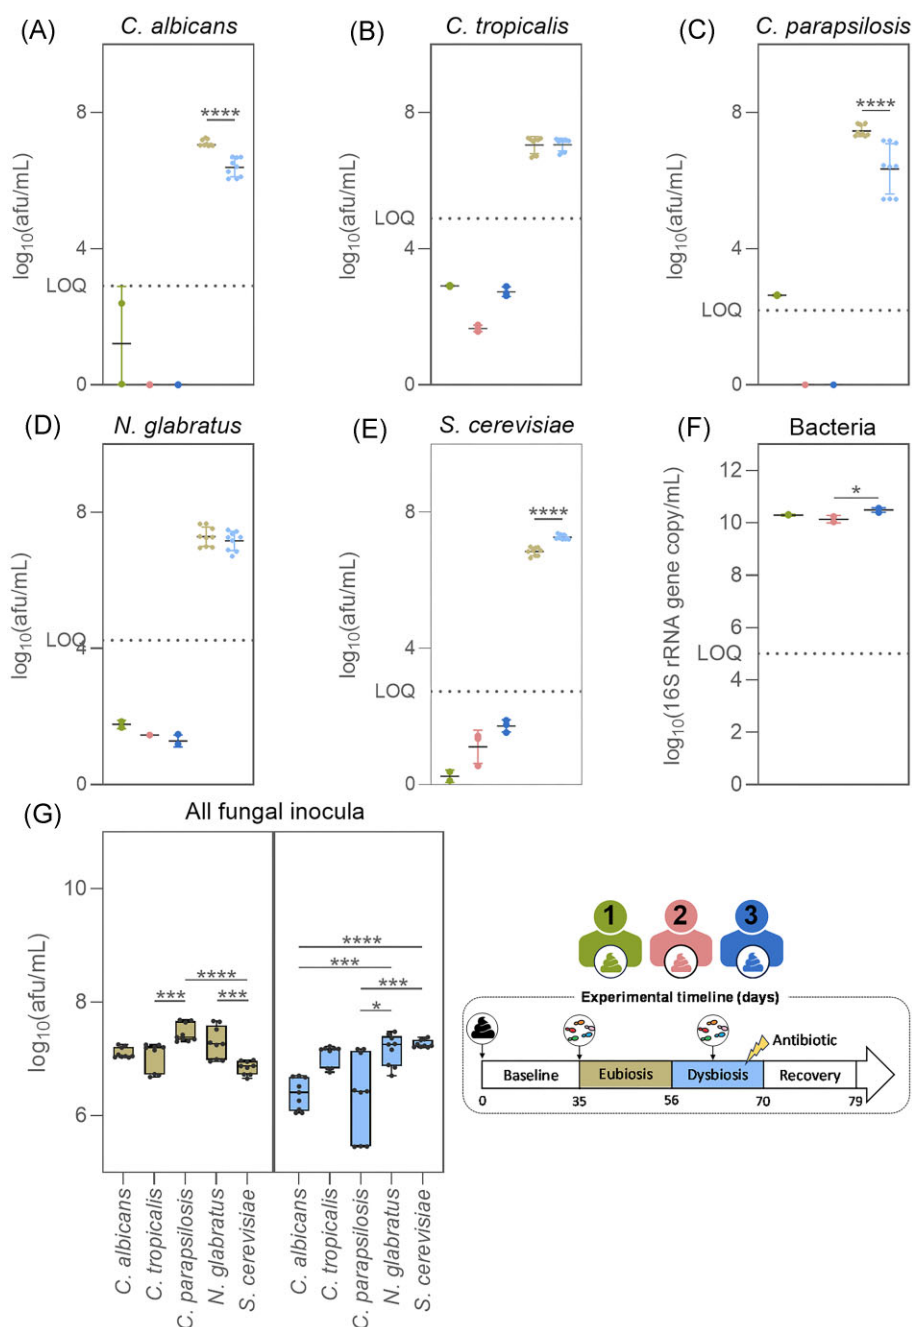 (A) C. albicans
log10(afu/mL)
8
4
LOQ
0
****
(B) C. tropicalis
log10(afu/mL)
8
LOQ
4
0
(C) C. parapsilosis
log10(afu/mL)
8
4
LOQ
0
****
(D) N. glabratus
log10(afu/mL)
8
LOQ
4
0
(E) S. cerevisiae
log10(afu/mL)
8
4
LOQ
0
****
(F) Bacteria
log10(16S rRNA gene copy/mL)
12
10
8
6
LOQ
4
2
0
*
(G) All fungal inocula
log10(afu/mL)
10
8
6
****
***
***
****
***
***
*
C. albicans
C. tropicalis
C. parapsilosis
N. glabratus
S. cerevisiae
C. albicans
C. tropicalis
C. parapsilosis
N. glabratus
S. cerevisiae
1 2 3
Experimental timeline (days)
Antibiotic
Baseline Eubiosis Dysbiosis Recovery
0 35 56 70 79